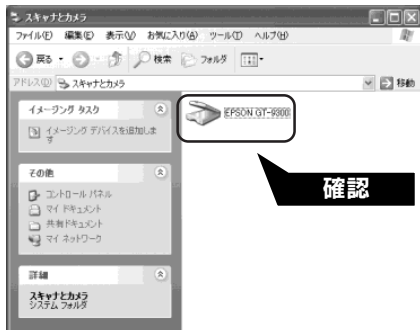 スキャナとカメラ
ファイル(F) 編集(E) 表示(V) お気に入り(A) ツール(T) ヘルプ(H)
戻る 検索 フォルダ
アドレス(D) スキャナとカメラ 移動
イメージング タスク
イメージング デバイスを追加しま
す
EPSON GT-9300
確認
その他
コントロール パネル
マイ ドキュメント
共有ドキュメント
マイ ネットワーク
詳細
スキャナとカメラ
システム フォルダ